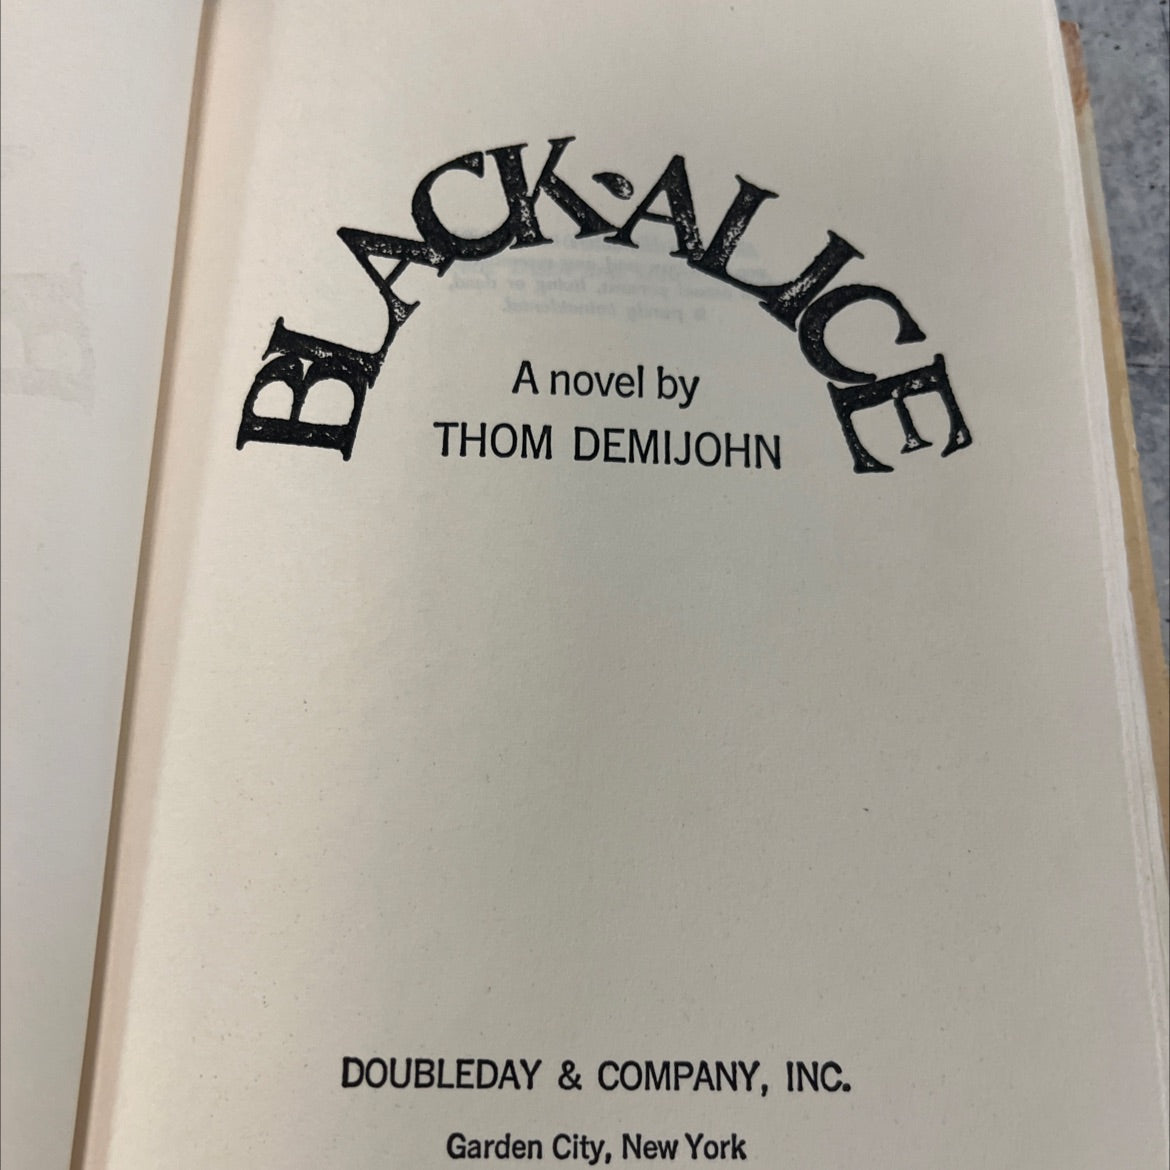 BLACK·ALICE
A novel by
THOM DEMIJOHN
DOUBLEDAY & COMPANY, INC.
Garden City, New York